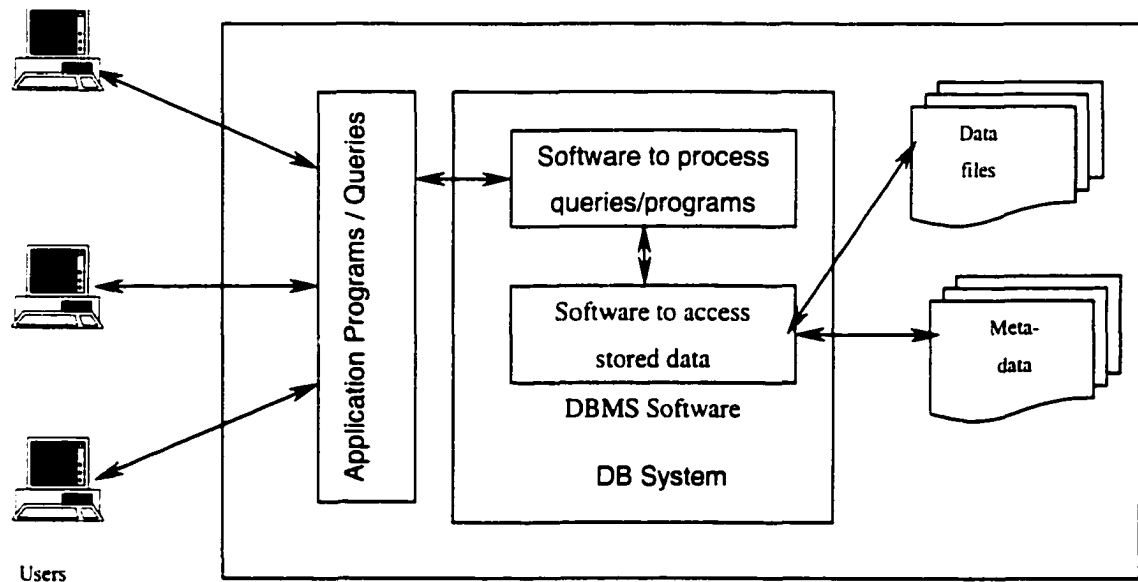 Users
Application Programs / Queries
Software to process
queries/programs
Software to access
stored data
DBMS Software
DB System
Data
files
Meta-
data